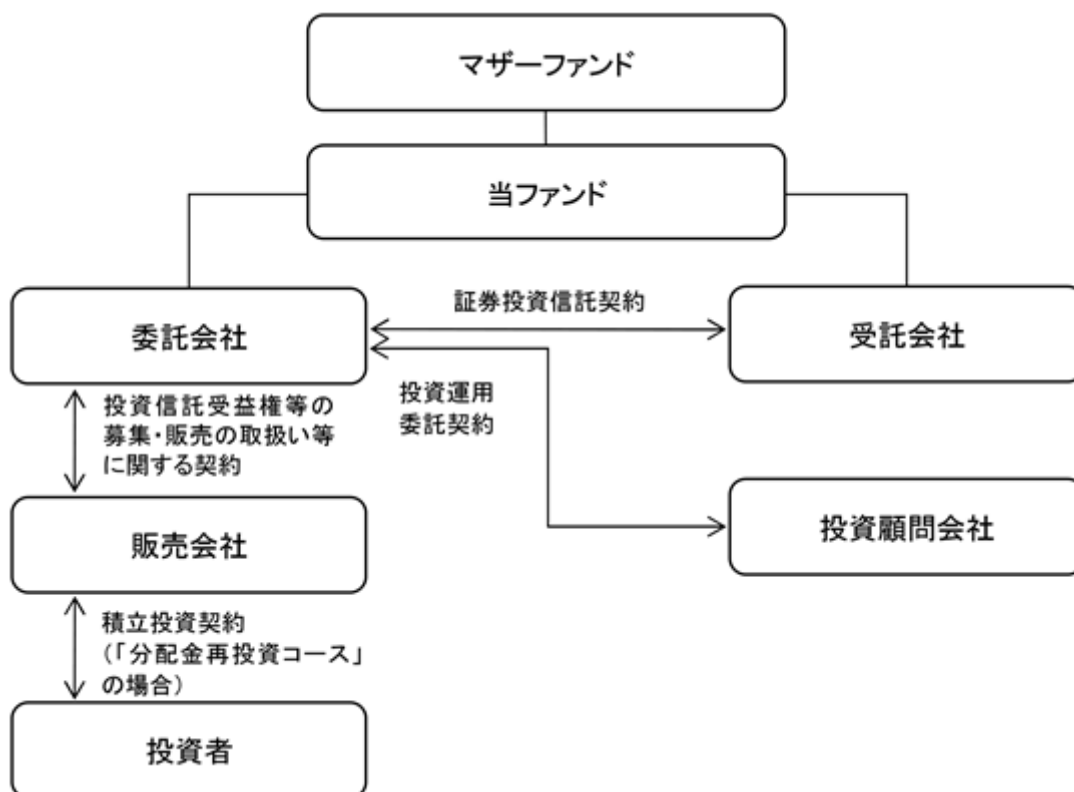 マザーファンド
当ファンド
委託会社
証券投資信託契約
受託会社
投資運用
委託契約
投資信託受益権等の
募集・販売の取扱い等
に関する契約
販売会社
投資顧問会社
積立投資契約
(「分配金再投資コース」
の場合)
投資者